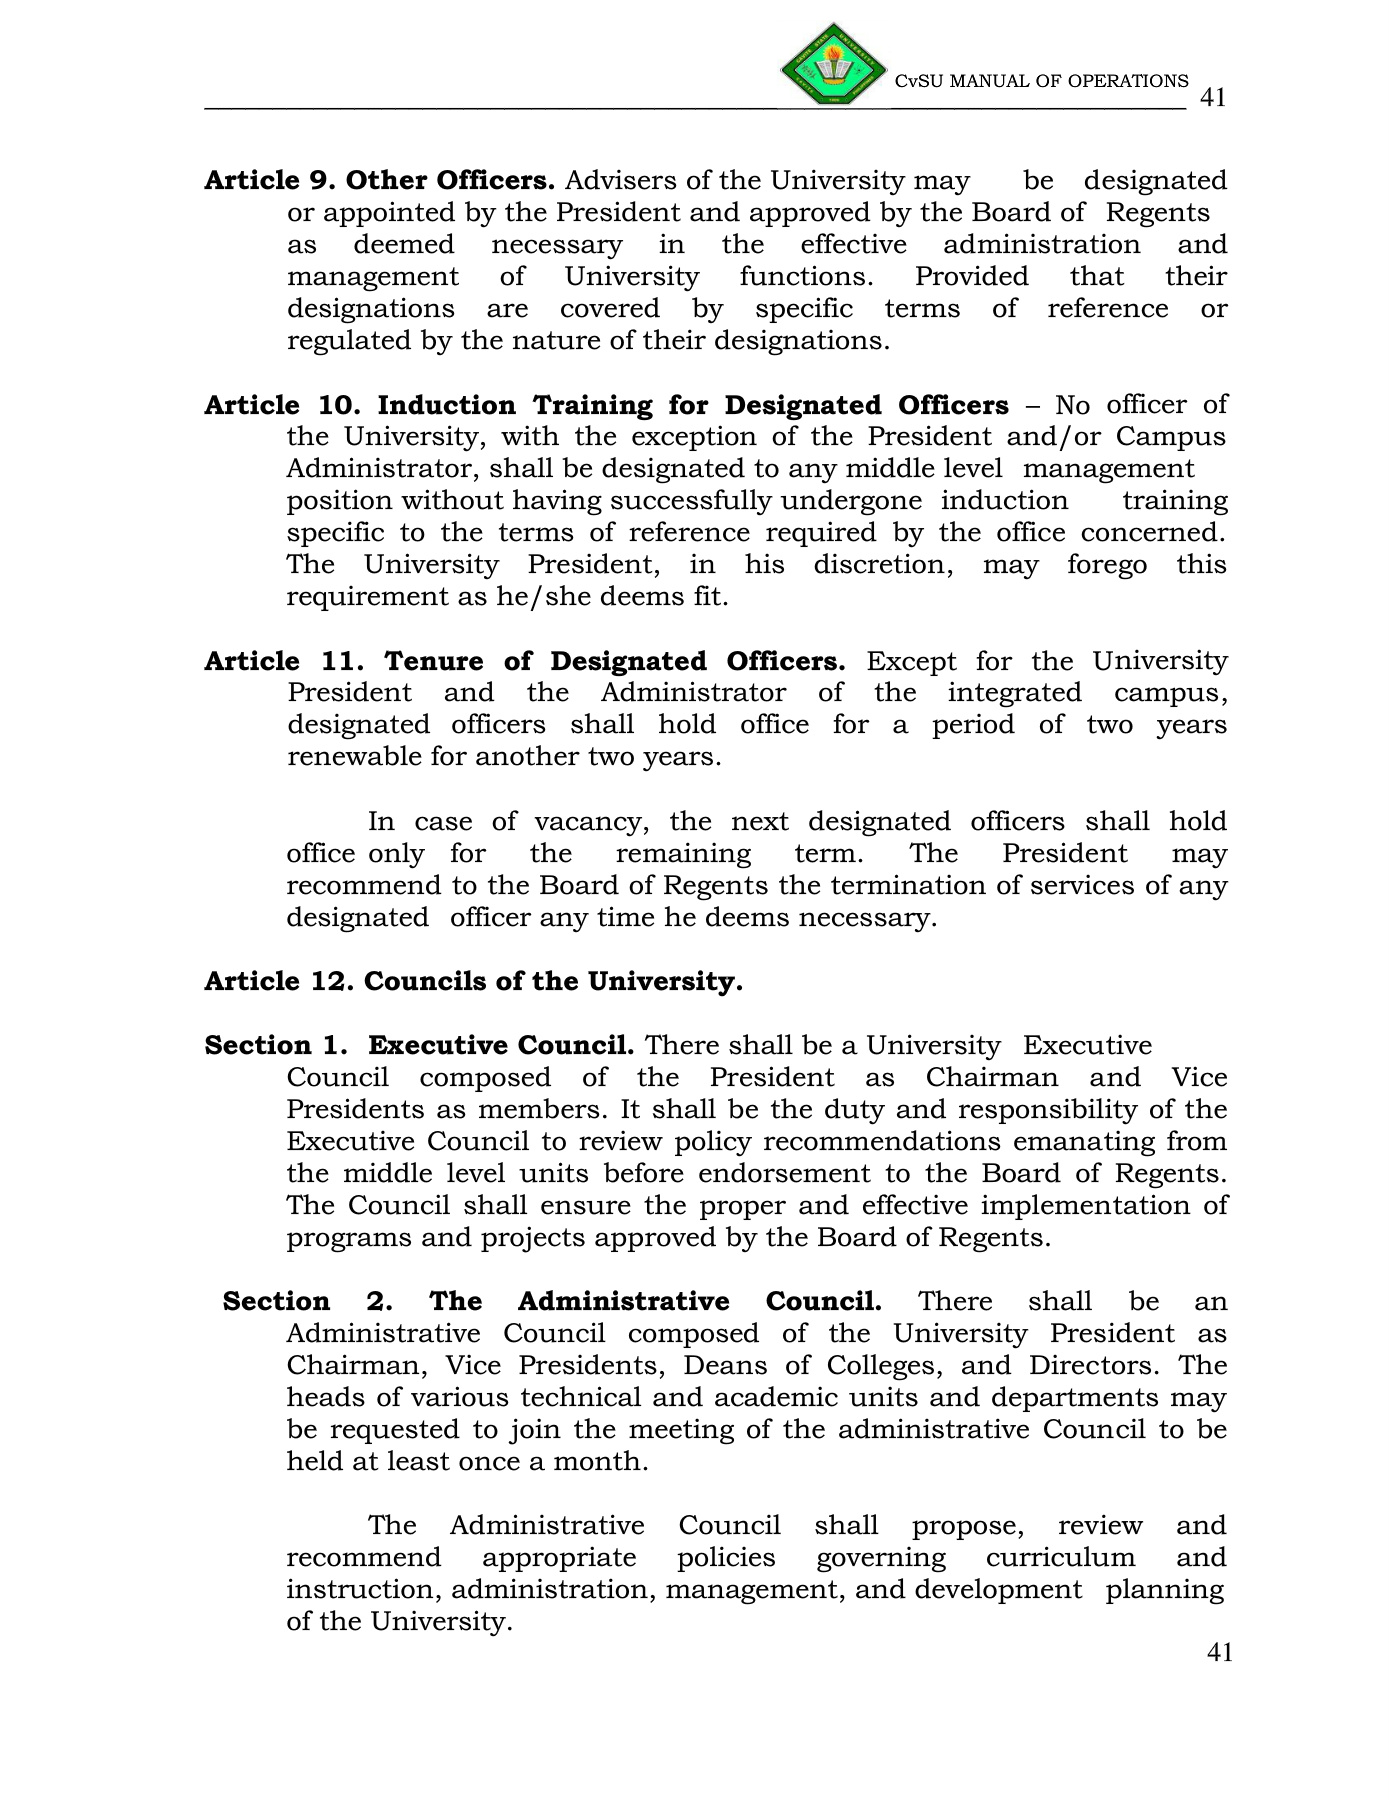 CvSU MANUAL OF OPERATIONS 41
Article 9. Other Officers. Advisers of the University may be designated
or appointed by the President and approved by the Board of Regents
as deemed necessary in the effective administration and
management of University functions. Provided that their
designations are covered by specific terms of reference or
regulated by the nature of their designations.
Article 10. Induction Training for Designated Officers – No officer of
the University, with the exception of the President and/or Campus
Administrator, shall be designated to any middle level management
position without having successfully undergone induction training
specific to the terms of reference required by the office concerned.
The University President, in his discretion, may forego this
requirement as he/she deems fit.
Article 11. Tenure of Designated Officers. Except for the University
President and the Administrator of the integrated campus,
designated officers shall hold office for a period of two years
renewable for another two years.
In case of vacancy, the next designated officers shall hold
office only for the remaining term. The President may
recommend to the Board of Regents the termination of services of any
designated officer any time he deems necessary.
Article 12. Councils of the University.
Section 1. Executive Council. There shall be a University Executive
Council composed of the President as Chairman and Vice
Presidents as members. It shall be the duty and responsibility of the
Executive Council to review policy recommendations emanating from
the middle level units before endorsement to the Board of Regents.
The Council shall ensure the proper and effective implementation of
programs and projects approved by the Board of Regents.
Section 2. The Administrative Council. There shall be an
Administrative Council composed of the University President as
Chairman, Vice Presidents, Deans of Colleges, and Directors. The
heads of various technical and academic units and departments may
be requested to join the meeting of the administrative Council to be
held at least once a month.
The Administrative Council shall propose, review and
recommend appropriate policies governing curriculum and
instruction, administration, management, and development planning
of the University.
41